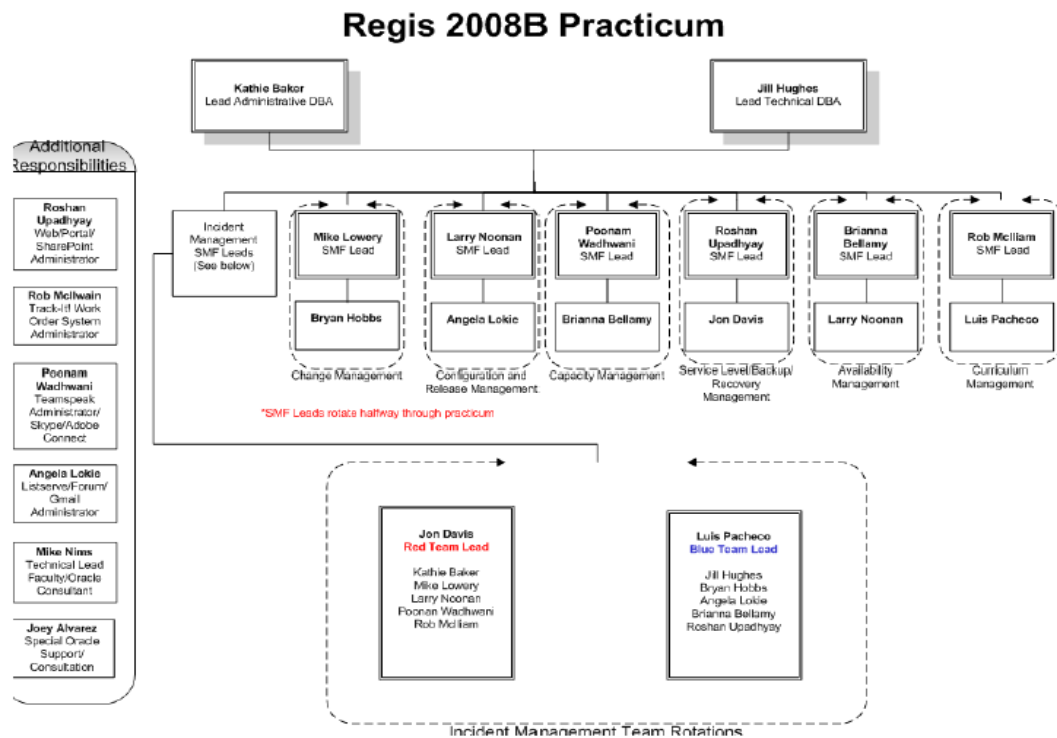 Regis 2008B Practicum
Kathie Baker
Lead Administrative DBA
Jill Hughes
Lead Technical DBA
Additional
Responsibilities
Roshan
Upadhyay
Web/Portal/
SharePoint
Administrator
Rob McIlwain
Track-It! Work
Order System
Administrator
Poonam
Wadhwani
Teamspeak
Administrator/
Skype/Adobe
Connect
Angela Lokie
Listserve/Forum/
Gmail
Administrator
Mike Nims
Technical Lead
Faculty/Oracle
Consultant
Joey Alvarez
Special Oracle
Support/
Consultation
Incident
Management
SMF Leads
(See below)
Mike Lowery
SMF Lead
Bryan Hobbs
Change Management
Larry Noonan
SMF Lead
Angela Lokie
Configuration and
Release Management
Poonam
Wadhwani
SMF Lead
Brianna Bellamy
Capacity Management
Roshan
Upadhyay
SMF Lead
Jon Davis
Service Level/Backup/
Recovery
Management
Brianna
Bellamy
SMF Lead
Larry Noonan
Availability
Management
Rob McIliam
SMF Lead
Luis Pacheco
Curriculum
Management
*SMF Leads rotate halfway through practicum
Jon Davis
Red Team Lead
Kathie Baker
Mike Lowery
Larry Noonan
Poonan Wadhwani
Rob McIliam
Luis Pacheco
Blue Team Lead
Jill Hughes
Bryan Hobbs
Angela Lokie
Brianna Bellamy
Roshan Upadhyay
Incident Management Team Rotations